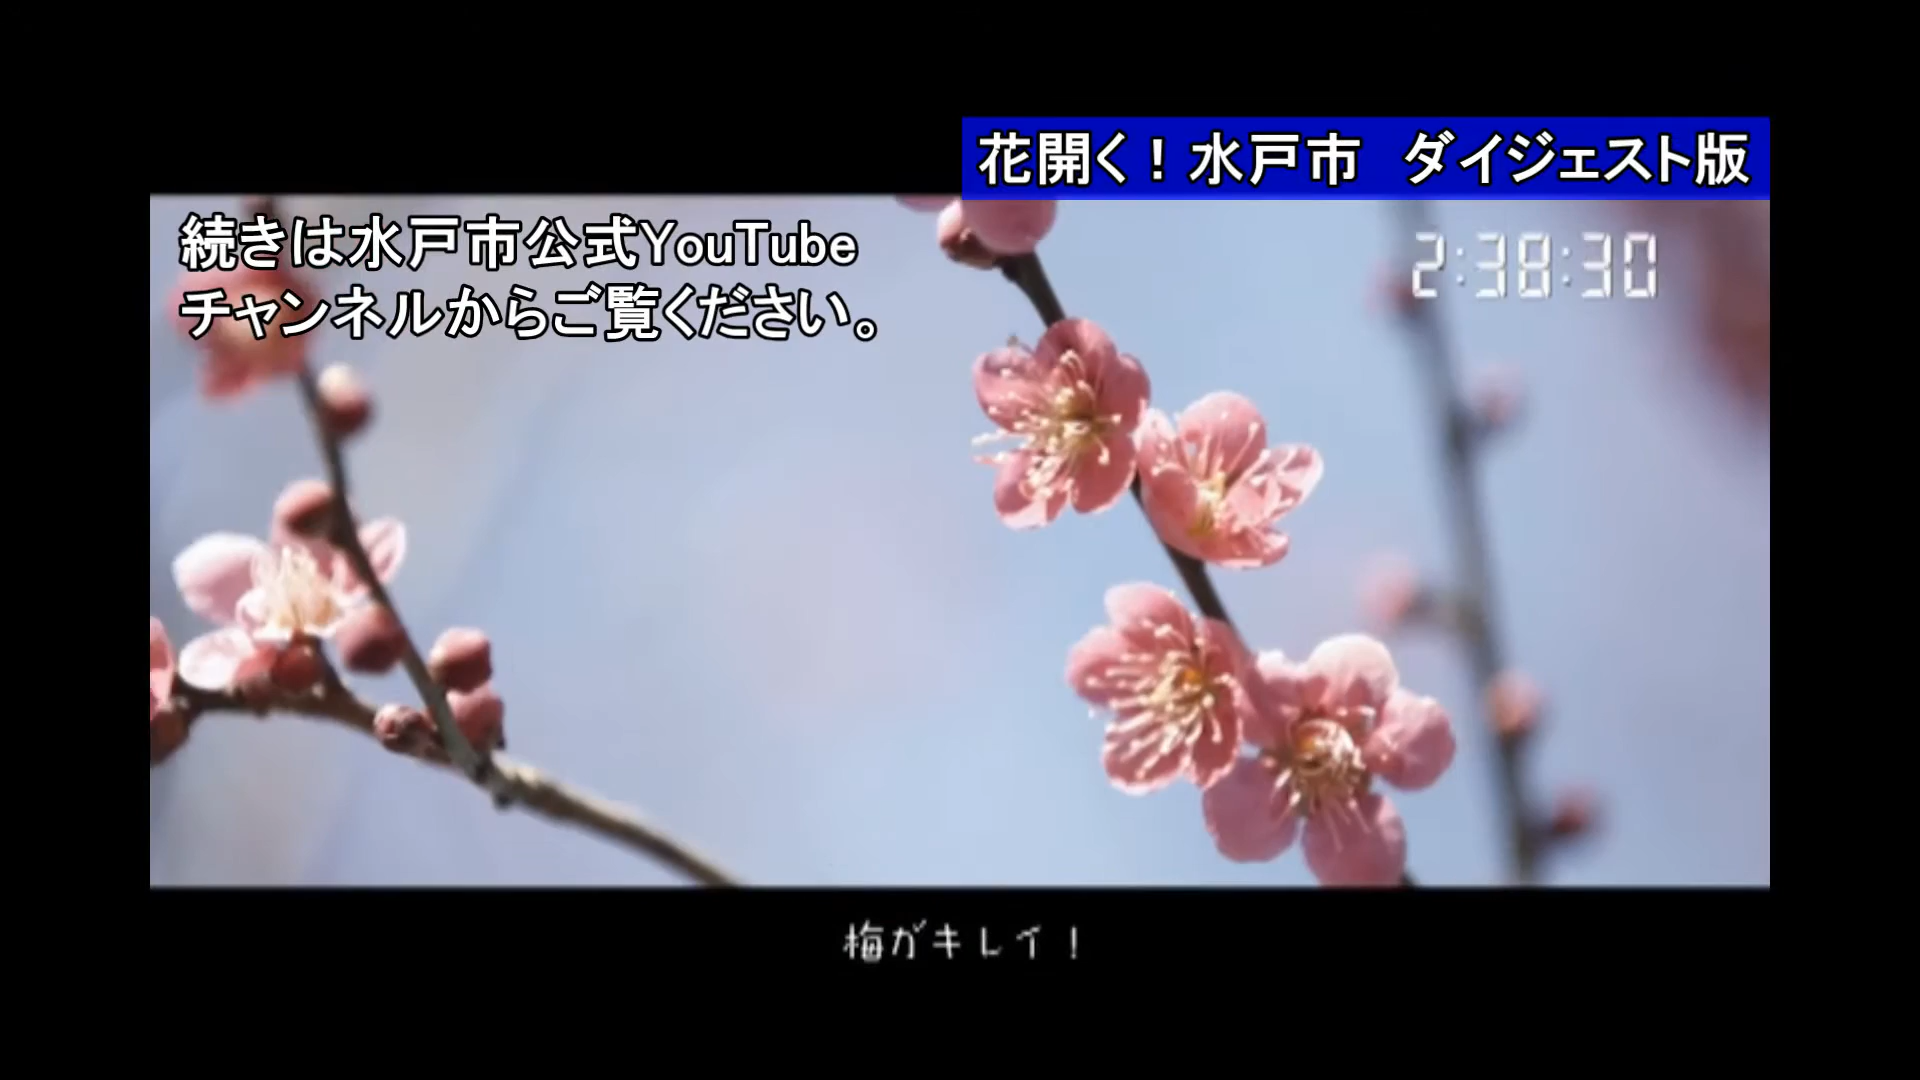 花開く！水戸市　ダイジェスト版
続きは水戸市公式YouTube
チャンネルからご覧ください。
2:38:30
梅がキレイ！